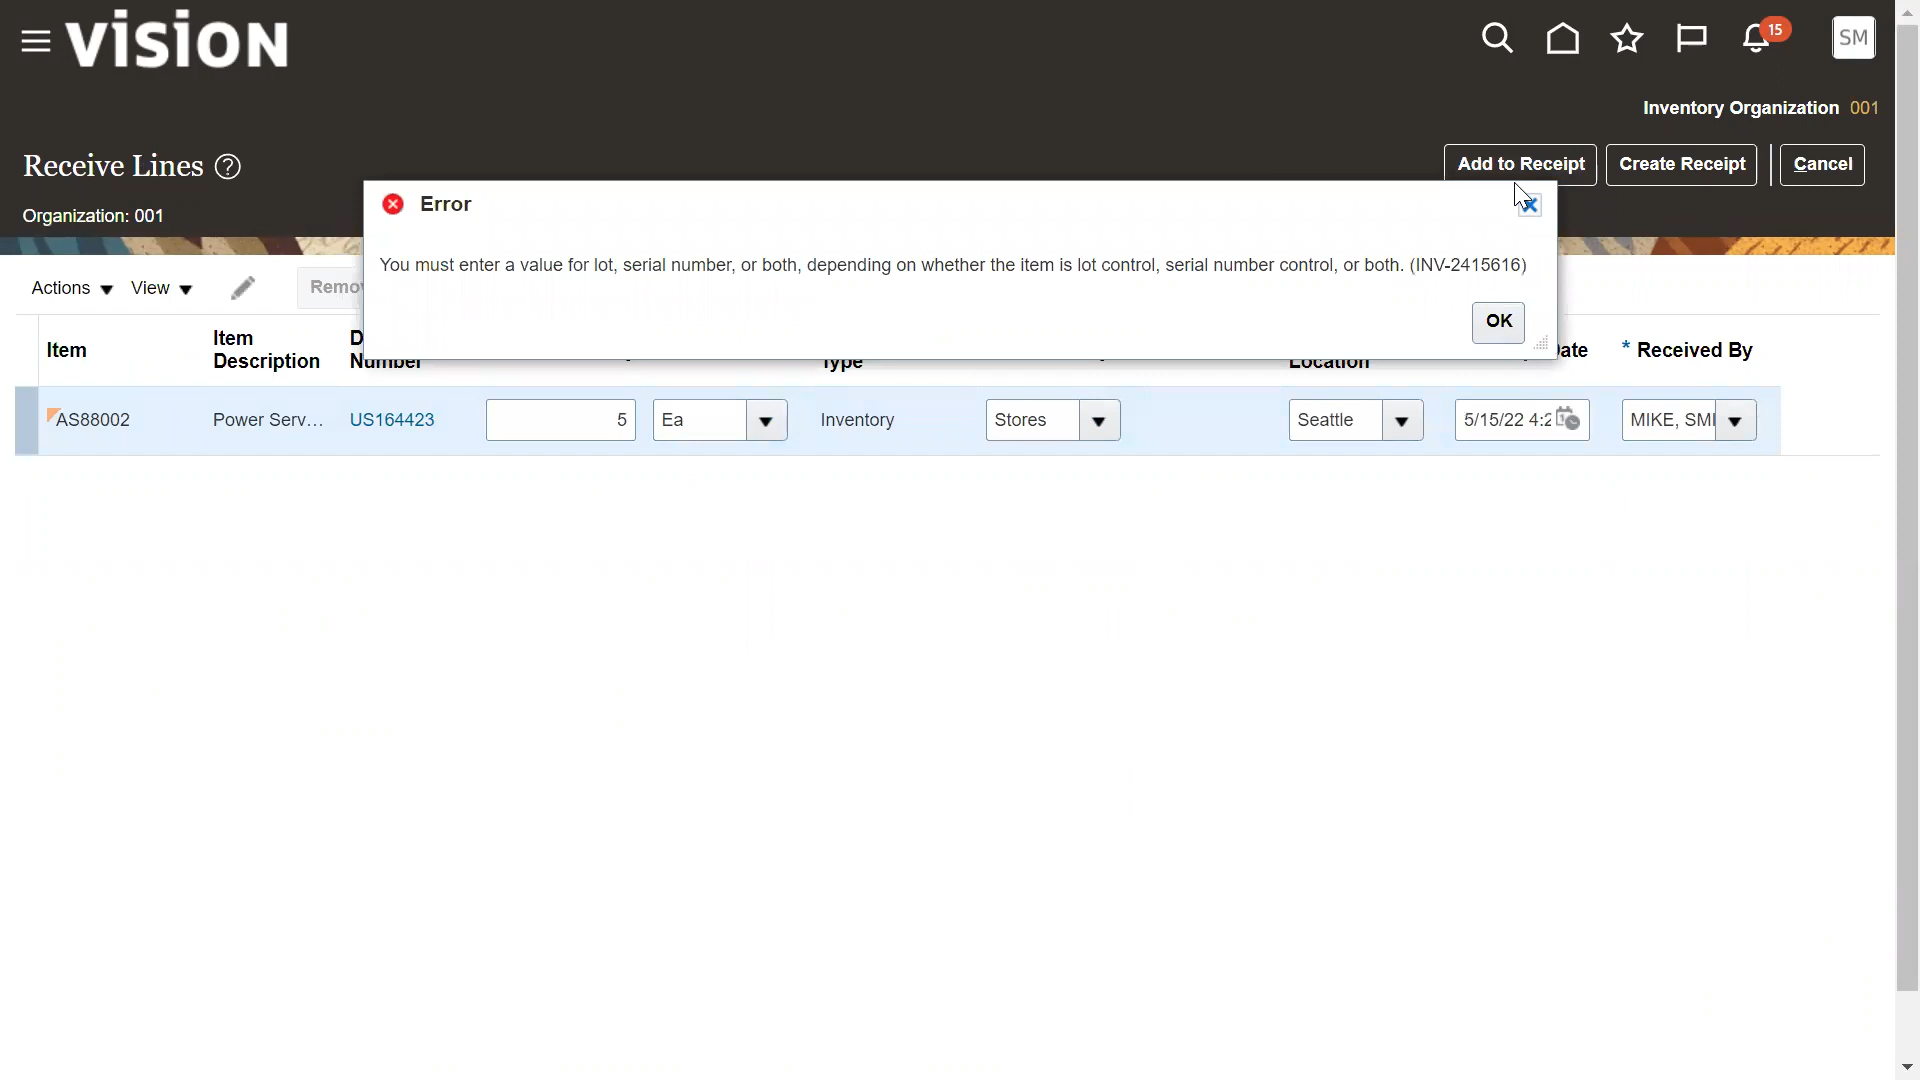 vision
15
SM
Inventory Organization 001
Receive Lines ?
Add to Receipt
Create Receipt
Cancel
Organization: 001
Error
You must enter a value for lot, serial number, or both, depending on whether the item is lot control, serial number control, or both. (INV-2415616)
OK
Actions View
Item
Item Description
Number
Type
Location
* Received By
AS88002
Power Serv...
US164423
5
Ea
Inventory
Stores
Seattle
5/15/22 4:2
MIKE, SMI